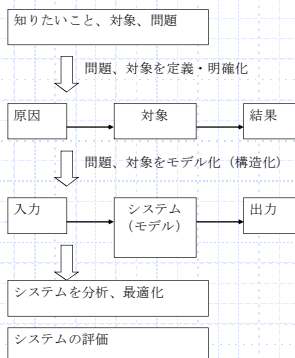 知りたいこと、対象、問題
問題、対象を定義・明確化
原因 対象 結果
問題、対象をモデル化（構造化）
入力 システム 出力
（モデル）
システムを分析、最適化
システムの評価